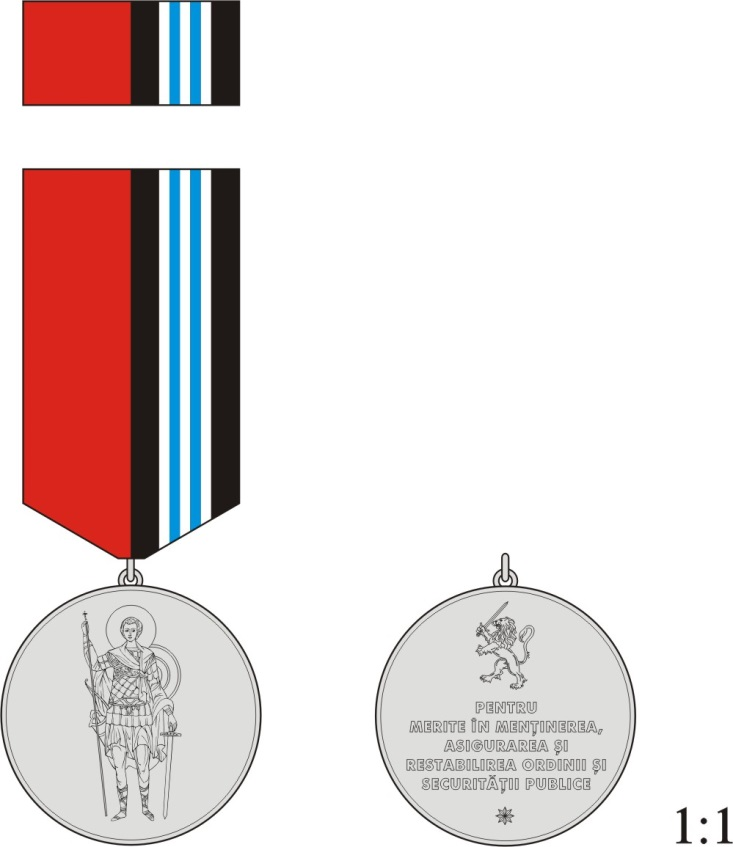 PENTRU
MERITE ÎN MENȚINEREA,
ASIGURAREA ȘI
RESTABILIREA ORDINII ȘI
SECURITĂȚII PUBLICE
1:1